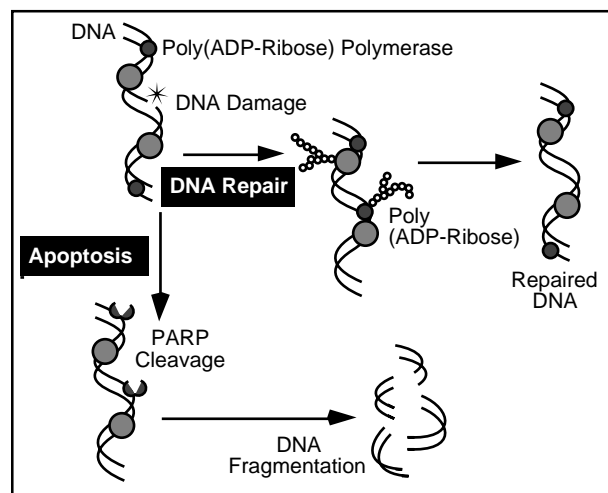 DNA
Poly(ADP-Ribose) Polymerase
DNA Damage
DNA Repair
Poly
(ADP-Ribose)
Repaired
DNA
Apoptosis
PARP
Cleavage
DNA
Fragmentation